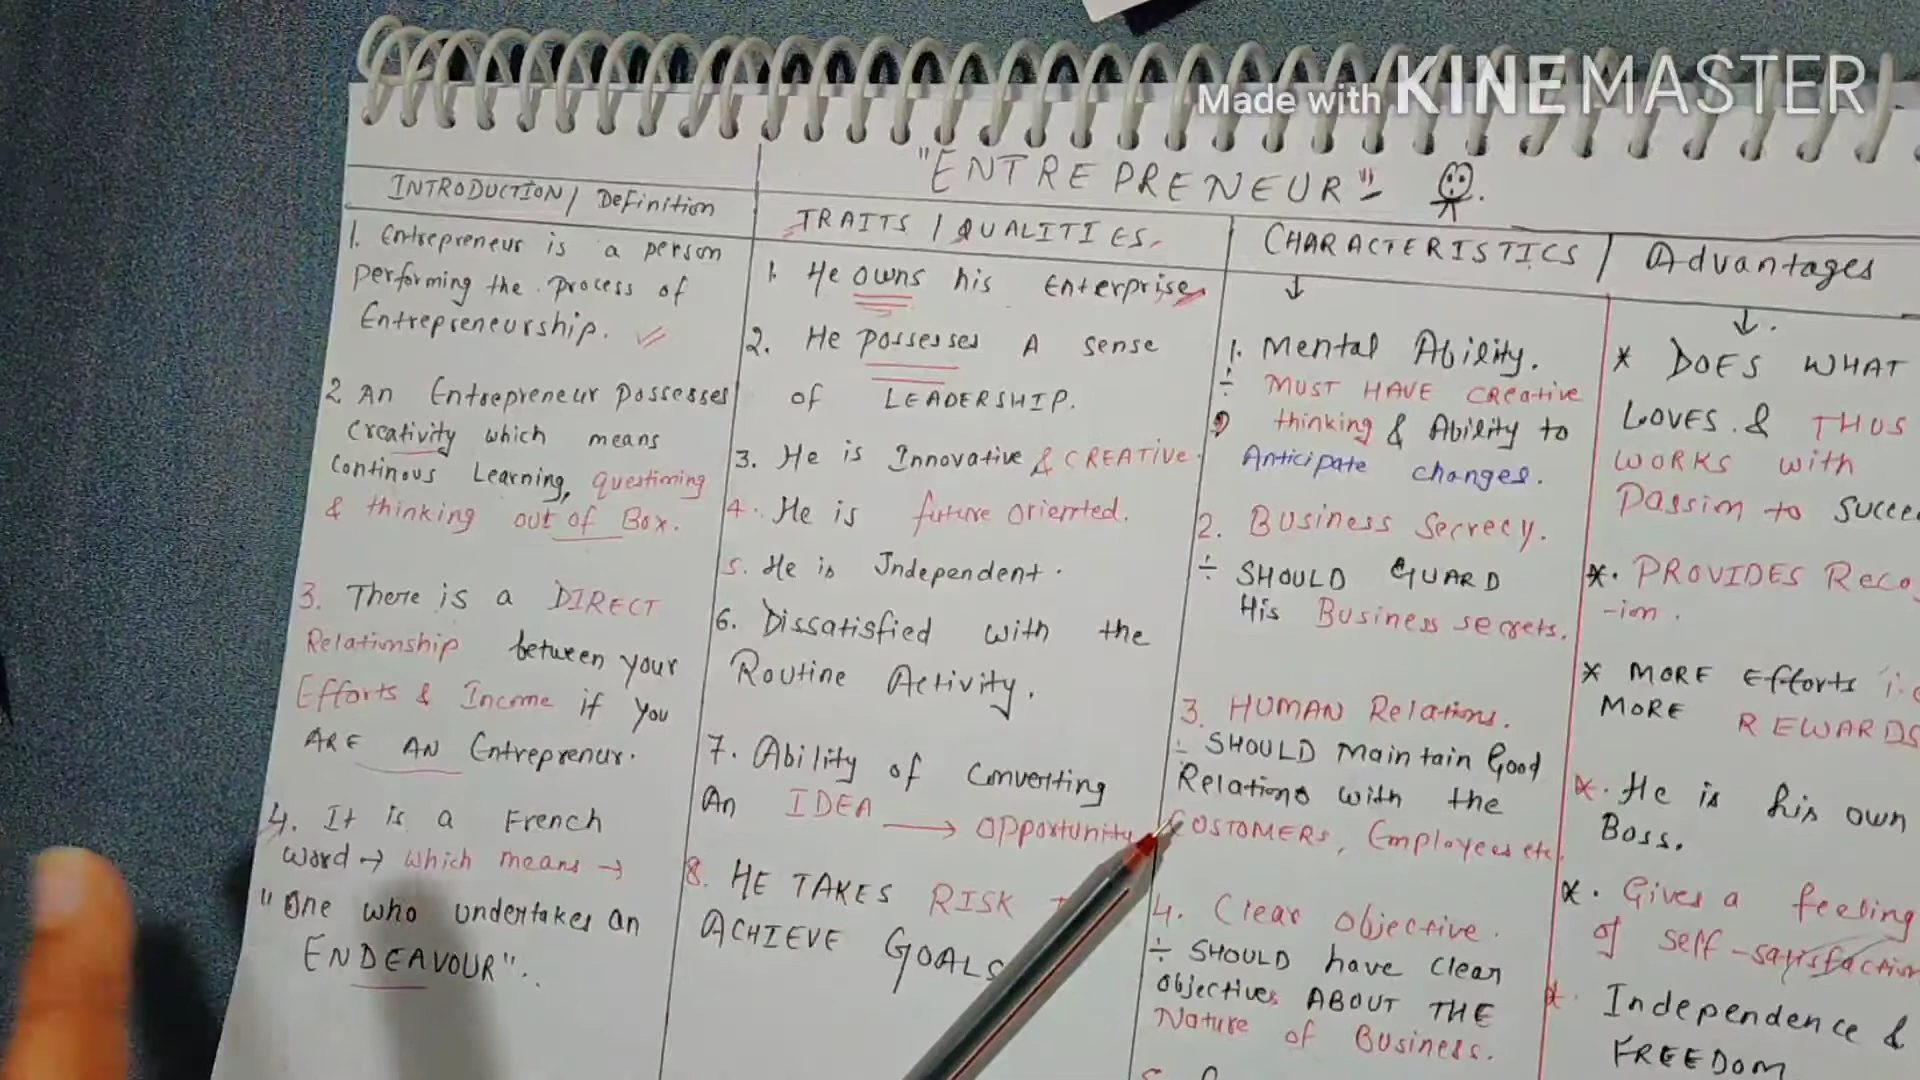 Made with KINEMASTER
"ENTREPRENEUR"
INTRODUCTION / Definition
1. Entrepreneur is a person
performing the process of
Entrepreneurship.
2 An Entrepreneur possesses
Creativity which means
Continous Learning, questioning
& thinking out of Box.
3. There is a DIRECT
Relationship between your
Efforts & Income if you
ARE AN Entreprenur.
4. It is a French
word → which means →
"One who undertakes an
ENDEAVOUR".
TRAITS / QUALITIES
1. He owns his Enterprise
2. He possesses A sense
of LEADERSHIP.
3. He is Innovative & CREATIVE.
4. He is future oriented.
5. He is Independent.
6. Dissatisfied with the
Routine Activity.
7. Ability of converting
An IDEA → opportunity
8. HE TAKES RISK
ACHIEVE GOALS
CHARACTERISTICS
↓
1. Mental Ability.
÷ MUST HAVE Creative
thinking & Ability to
Anticipate changes.
2. Business Secrecy.
÷ SHOULD GUARD
His Business secrets.
3. HUMAN Relations.
÷ SHOULD Maintain Good
Relations with the
CUSTOMERS, Employees etc.
4. Clear Objective.
÷ SHOULD have clear
Objectives ABOUT THE
Nature of Business.
Advantages
↓
* DOES WHAT
LOVES & THUS
WORKS with
Passion to
* PROVIDES
-ion.
* MORE Efforts
MORE REWARDS
* He is his own
Boss.
* Gives a feeling
of self-satisfaction
* Independence &
FREEDOM